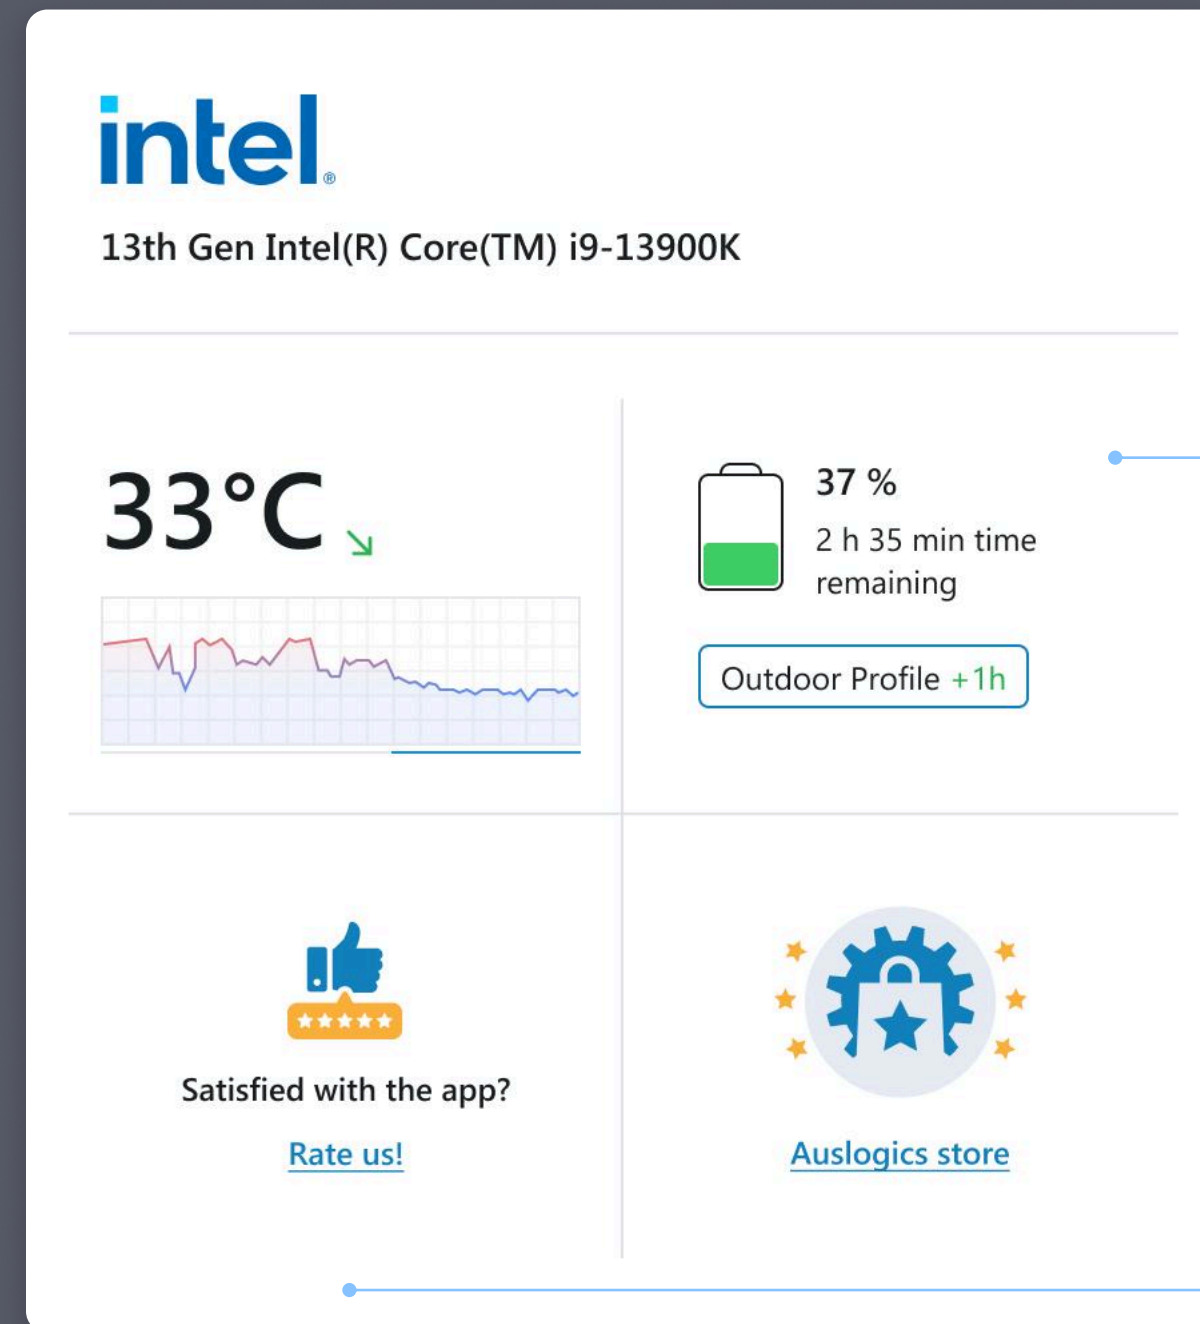 intel®
13th Gen Intel(R) Core(TM) i9-13900K
33°C
37 %
2 h 35 min time
remaining
Outdoor Profile +1h
Satisfied with the app?
Rate us!
Auslogics store